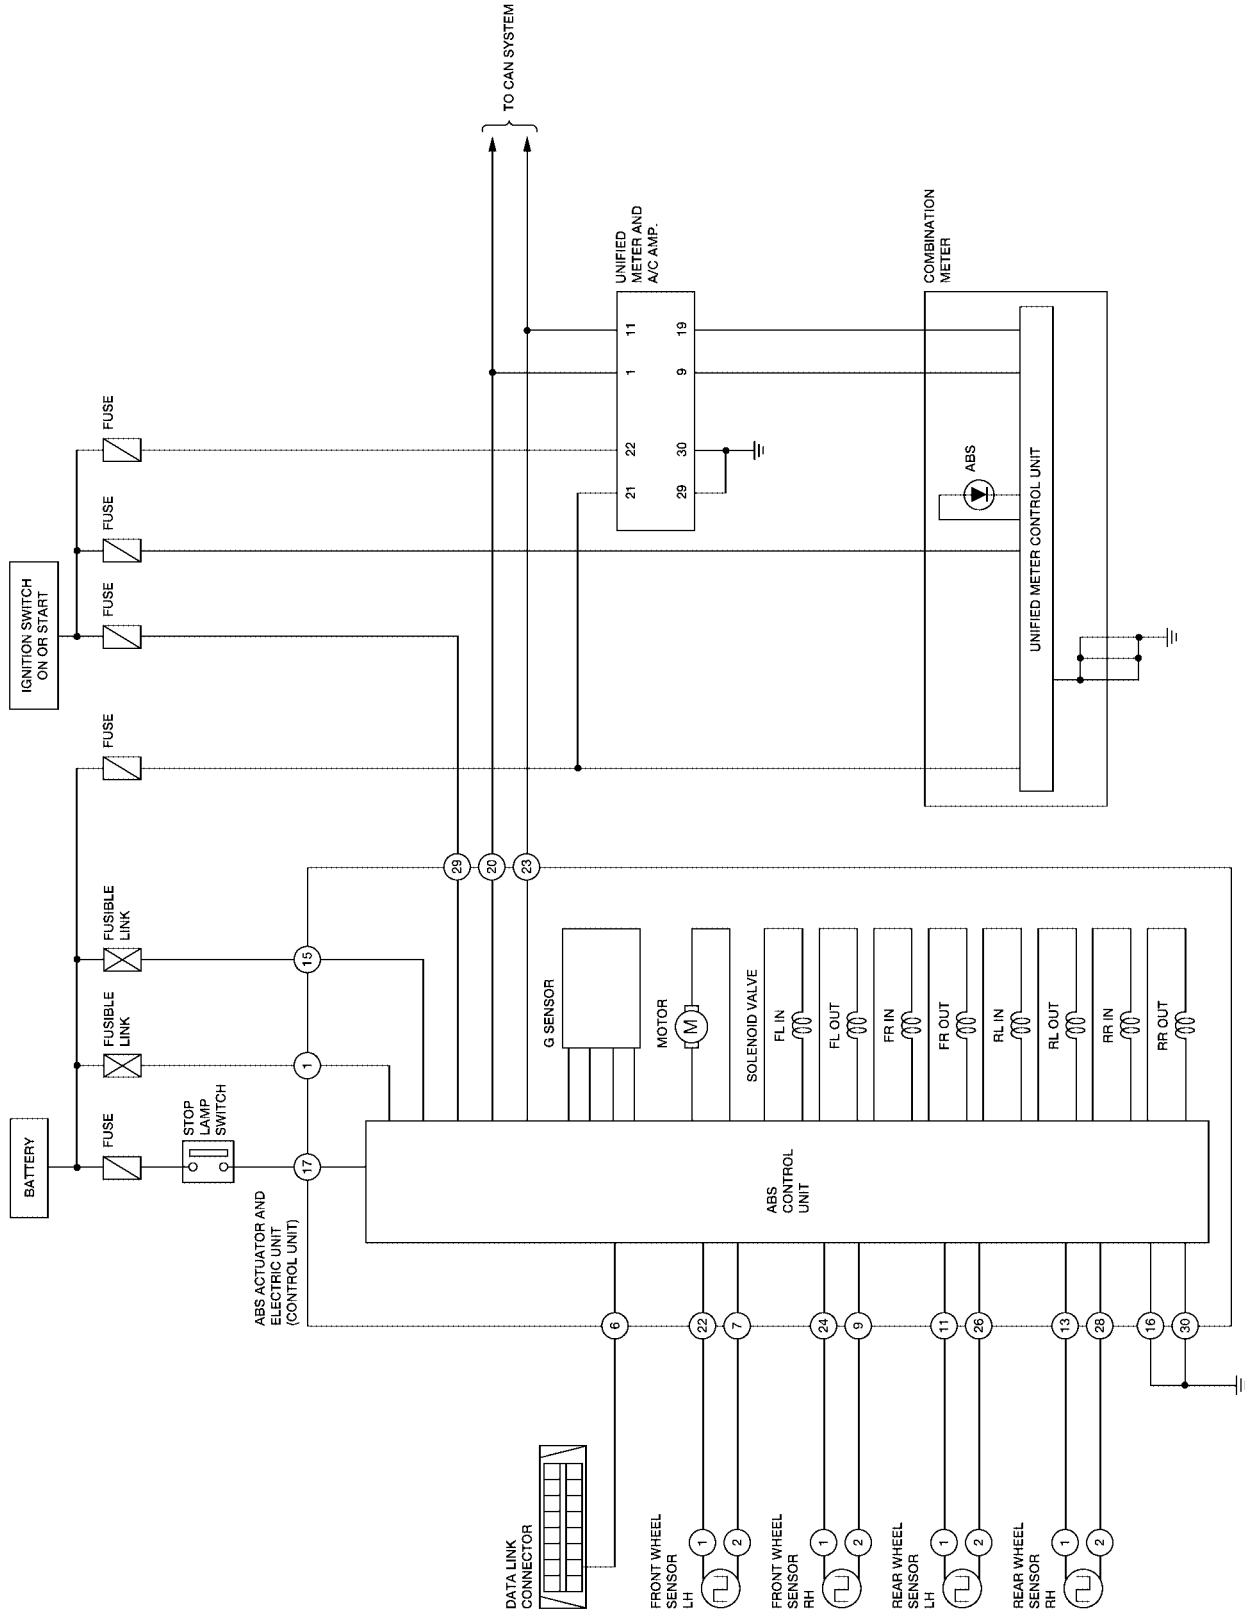 BATTERY
IGNITION SWITCH
ON OR START
FUSE
STOP
LAMP
SWITCH
FUSIBLE
LINK
FUSIBLE
LINK
FUSE
FUSE
FUSE
FUSE
TO CAN SYSTEM
ABS ACTUATOR AND
ELECTRIC UNIT
(CONTROL UNIT)
17
1
15
29
20
23
UNIFIED
METER AND
A/C AMP.
21
22
1
11
29
30
9
19
COMBINATION
METER
ABS
UNIFIED METER CONTROL UNIT
G SENSOR
MOTOR
M
SOLENOID VALVE
FL IN
FL OUT
FR IN
FR OUT
RL IN
RL OUT
RR IN
RR OUT
ABS
CONTROL
UNIT
6
22
7
24
9
11
26
13
28
16
30
DATA LINK
CONNECTOR
FRONT WHEEL
SENSOR
LH
1
2
FRONT WHEEL
SENSOR
RH
1
2
REAR WHEEL
SENSOR
LH
1
2
REAR WHEEL
SENSOR
RH
1
2